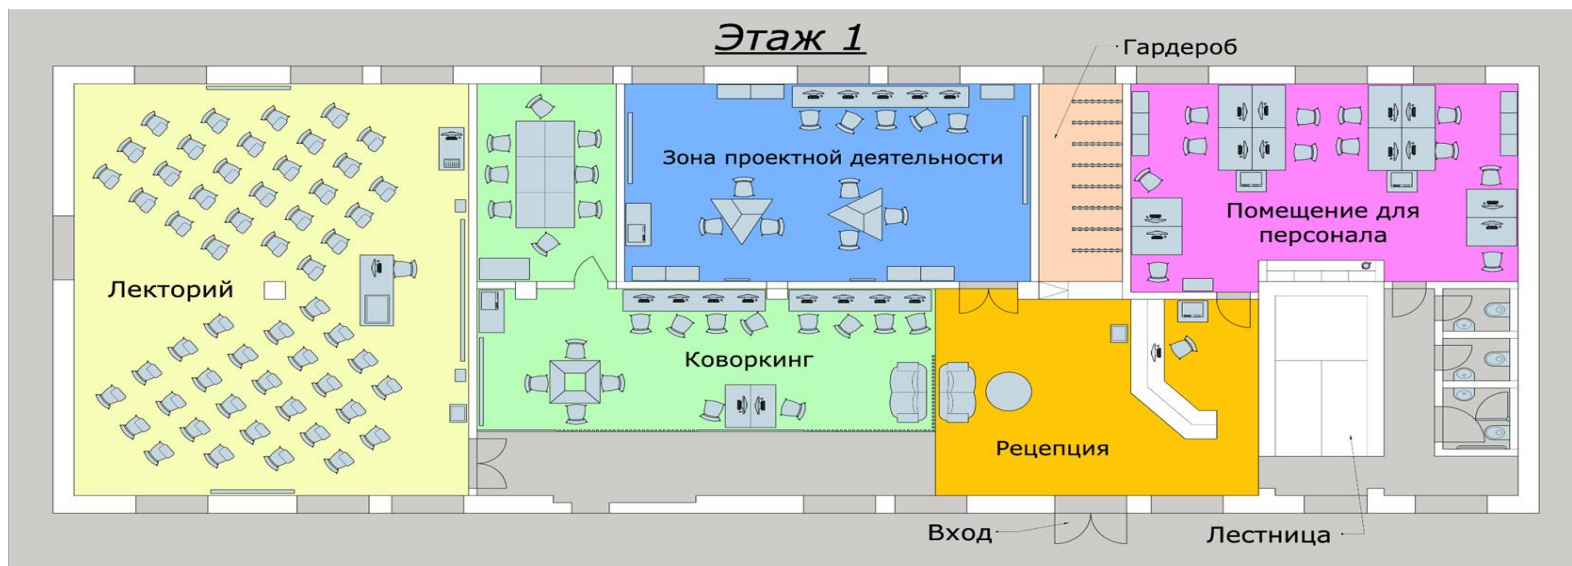 Этаж 1
Гардероб
Зона проектной деятельности
Помещение для
персонала
Лекторий
Коворкинг
Рецепция
Вход
Лестница